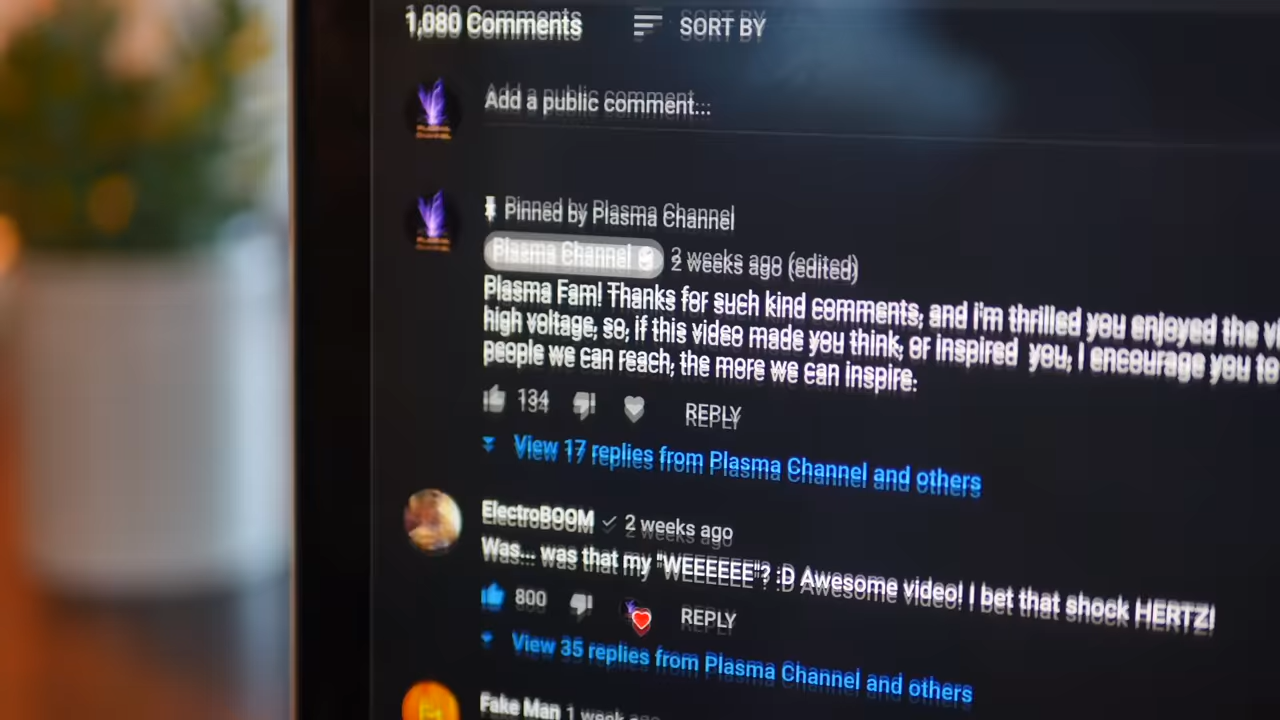 1,080 Comments SORT BY
Add a public comment...
Pinned by Plasma Channel
Plasma Channel 2 weeks ago (edited)
Plasma Fam! Thanks for such kind comments, and i'm thrilled you enjoyed the
high voltage, so, if this video made you think, or inspired you, I encourage you to
people we can reach, the more we can inspire.
134 REPLY
View 17 replies from Plasma Channel and others
ElectroBOOM 2 weeks ago
Was... was that my "WEEEEEE"? :D Awesome video! I bet that shock HERTZ!
800 REPLY
View 35 replies from Plasma Channel and others
Fake Man 1 week ago